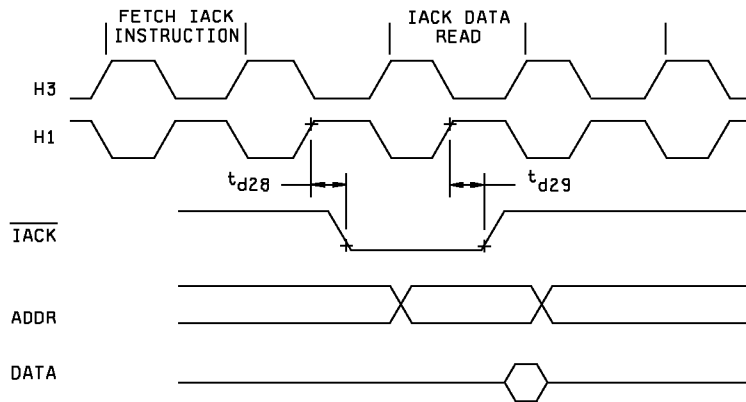 FETCH IACK
INSTRUCTION
IACK DATA
READ
H3
H1
td28
td29
IACK
ADDR
DATA